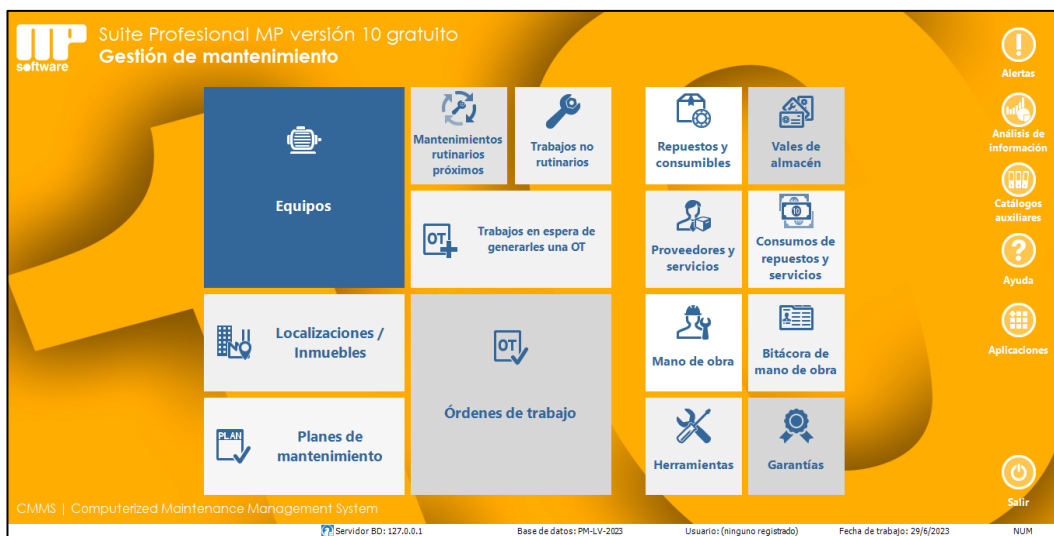 MP
software
Suite Profesional MP versión 10 gratuito
Gestión de mantenimiento
Equipos
Mantenimientos
rutinarios
próximos
Trabajos no
rutinarios
OT
Trabajos en espera de
generarles una OT
Localizaciones /
Inmuebles
PLAN
Planes de
mantenimiento
OT
Órdenes de trabajo
Repuestos y
consumibles
Vales de
almacén
Proveedores y
servicios
10
Consumos de
repuestos y
servicios
Mano de obra
Bitácora de
mano de obra
Herramientas
Garantías
Alertas
Análisis de
información
Catálogos
auxiliares
?
Ayuda
Aplicaciones
Salir
CMMS | Computerized Maintenance Management System
Servidor BD: 127.0.0.1
Base de datos: PM-LV-2023
Usuario: (ninguno registrado)
Fecha de trabajo: 29/6/2023
NUM